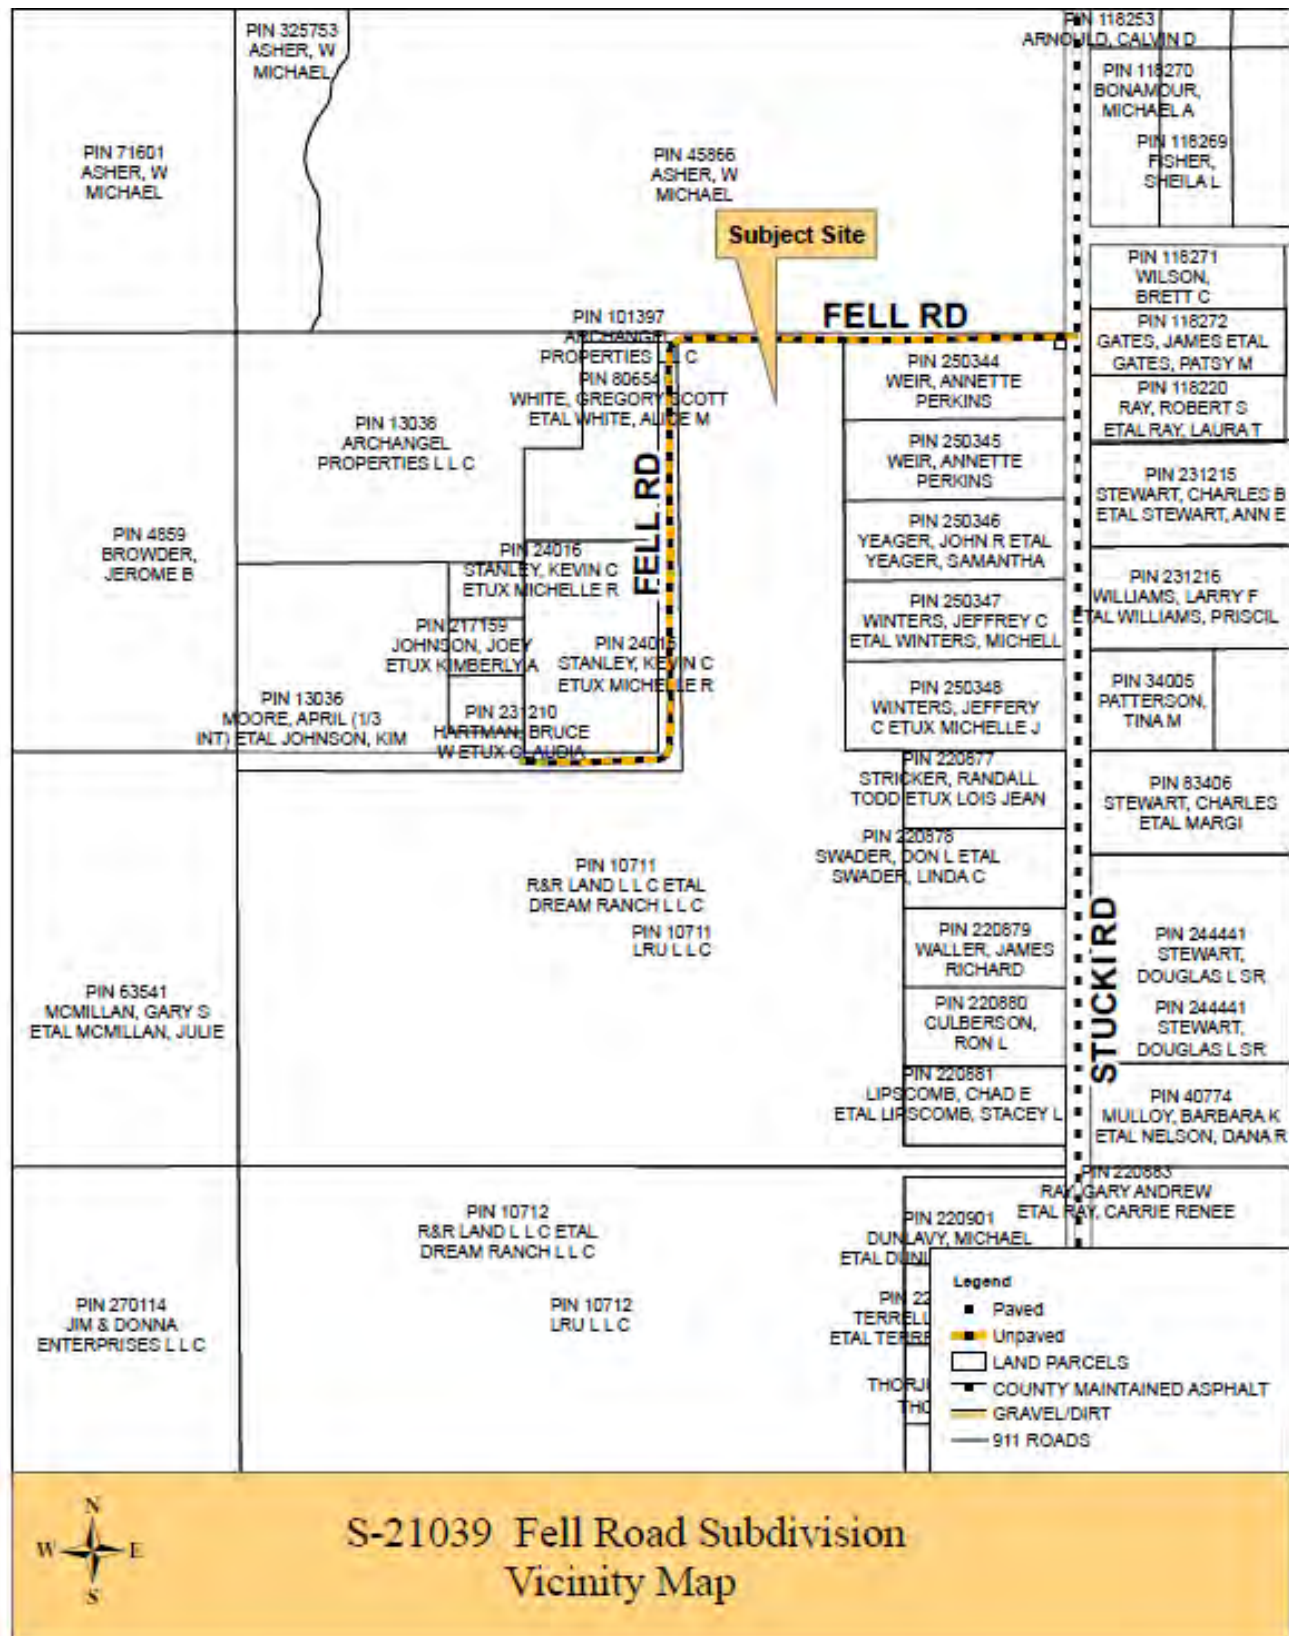 PIN 325753
ASHER, W
MICHAEL
PIN 118253
ARNOULD, CALVIN D
PIN 118270
BONAMOUR,
MICHAEL A
PIN 71601
ASHER, W
MICHAEL
PIN 45866
ASHER, W
MICHAEL
PIN 118269
FISHER,
SHEILA L
Subject Site
PIN 118271
WILSON,
BRETT C
FELL RD
PIN 101397
ARCHANGEL
PROPERTIES L L C
PIN 118272
GATES, JAMES ETAL
GATES, PATSY M
PIN 80654
WHITE, GREGORY SCOTT
ETAL WHITE, ALICE M
PIN 250344
WEIR, ANNETTE
PERKINS
PIN 118220
RAY, ROBERT S
ETAL RAY, LAURA T
PIN 13038
ARCHANGEL
PROPERTIES L L C
PIN 250345
WEIR, ANNETTE
PERKINS
FELL RD
PIN 231215
STEWART, CHARLES B
ETAL STEWART, ANN E
PIN 4859
BROWDER,
JEROME B
PIN 24016
STANLEY, KEVIN C
ETUX MICHELLE R
PIN 250346
YEAGER, JOHN R ETAL
YEAGER, SAMANTHA
PIN 231216
WILLIAMS, LARRY F
ETAL WILLIAMS, PRISCIL
PIN 217159
JOHNSON, JOEY
ETUX KIMBERLY A
PIN 24015
STANLEY, KEVIN C
ETUX MICHELLE R
PIN 250347
WINTERS, JEFFREY C
ETAL WINTERS, MICHELL
PIN 13036
MOORE, APRIL (1/3
INT) ETAL JOHNSON, KIM
PIN 231210
HARTMAN, BRUCE
W ETUX CLAUDIA
PIN 250348
WINTERS, JEFFERY
C ETUX MICHELLE J
PIN 34005
PATTERSON,
TINA M
PIN 220877
STRICKER, RANDALL
TODD ETUX LOIS JEAN
PIN 83406
STEWART, CHARLES
ETAL MARGI
PIN 220878
SWADER, DON L ETAL
SWADER, LINDA C
PIN 10711
R&R LAND L L C ETAL
DREAM RANCH L L C
PIN 10711
LRU L L C
PIN 220879
WALLER, JAMES
RICHARD
STUCKI RD
PIN 244441
STEWART,
DOUGLAS L SR
PIN 63541
MCMILLAN, GARY S
ETAL MCMILLAN, JULIE
PIN 220880
CULBERSON,
RON L
PIN 244441
STEWART,
DOUGLAS L SR
PIN 220881
LIPSCOMB, CHAD E
ETAL LIPSCOMB, STACEY L
PIN 40774
MULLOY, BARBARA K
ETAL NELSON, DANA R
PIN 220883
RAY, GARY ANDREW
ETAL RAY, CARRIE RENEE
PIN 10712
R&R LAND L L C ETAL
DREAM RANCH L L C
PIN 220901
DUNLAVY, MICHAEL
ETAL DUNL
PIN 270114
JIM & DONNA
ENTERPRISES L L C
PIN 10712
LRU L L C
PIN 22
TERRELL
ETAL TERRE
THORJ
THO
Legend
Paved
Unpaved
LAND PARCELS
COUNTY MAINTAINED ASPHALT
GRAVEL/DIRT
911 ROADS
N
W E
S
S-21039 Fell Road Subdivision
Vicinity Map